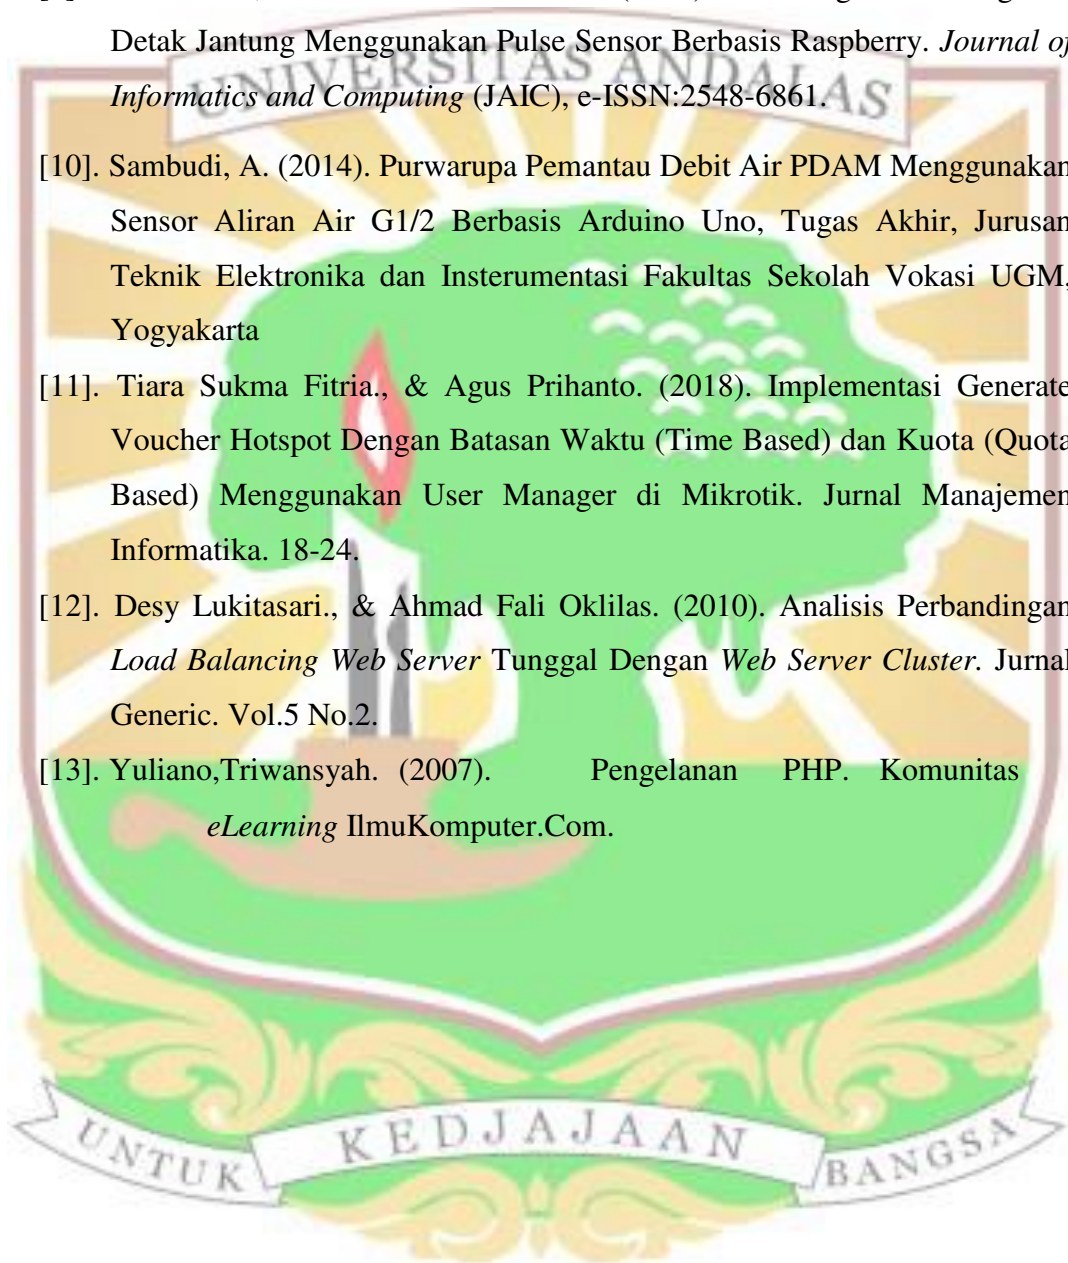 Detak Jantung Menggunakan Pulse Sensor Berbasis Raspberry. Journal of
Informatics and Computing (JAIC), e-ISSN:2548-6861.
[10]. Sambudi, A. (2014). Purwarupa Pemantau Debit Air PDAM Menggunakan
Sensor Aliran Air G1/2 Berbasis Arduino Uno, Tugas Akhir, Jurusan
Teknik Elektronika dan Insterumentasi Fakultas Sekolah Vokasi UGM,
Yogyakarta
[11]. Tiara Sukma Fitria., & Agus Prihanto. (2018). Implementasi Generate
Voucher Hotspot Dengan Batasan Waktu (Time Based) dan Kuota (Quota
Based) Menggunakan User Manager di Mikrotik. Jurnal Manajemen
Informatika. 18-24.
[12]. Desy Lukitasari., & Ahmad Fali Oklilas. (2010). Analisis Perbandingan
Load Balancing Web Server Tunggal Dengan Web Server Cluster. Jurnal
Generic. Vol.5 No.2.
[13]. Yuliano,Triwansyah. (2007). Pengelanan PHP. Komunitas
eLearning IlmuKomputer.Com.
UNIVERSITAS ANDALAS
UNTUK KEDJAJAAN BANGSA